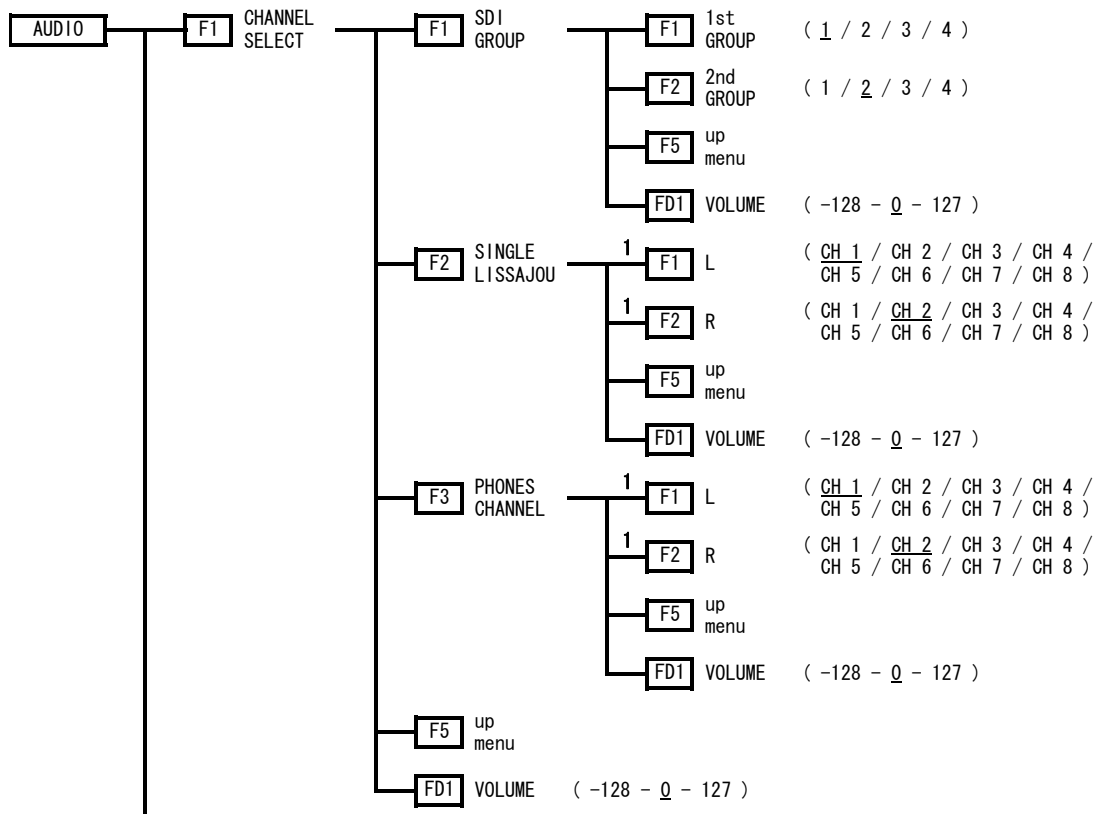 AUDIO F1 CHANNEL SELECT F1 SDI GROUP F1 1st GROUP ( 1 / 2 / 3 / 4 )
F2 2nd GROUP ( 1 / 2 / 3 / 4 )
F5 up menu
FD1 VOLUME ( -128 - 0 - 127 )
F2 SINGLE LISSAJOU 1 F1 L ( CH 1 / CH 2 / CH 3 / CH 4 /
CH 5 / CH 6 / CH 7 / CH 8 )
1 F2 R ( CH 1 / CH 2 / CH 3 / CH 4 /
CH 5 / CH 6 / CH 7 / CH 8 )
F5 up menu
FD1 VOLUME ( -128 - 0 - 127 )
F3 PHONES CHANNEL 1 F1 L ( CH 1 / CH 2 / CH 3 / CH 4 /
CH 5 / CH 6 / CH 7 / CH 8 )
1 F2 R ( CH 1 / CH 2 / CH 3 / CH 4 /
CH 5 / CH 6 / CH 7 / CH 8 )
F5 up menu
FD1 VOLUME ( -128 - 0 - 127 )
F5 up menu
FD1 VOLUME ( -128 - 0 - 127 )